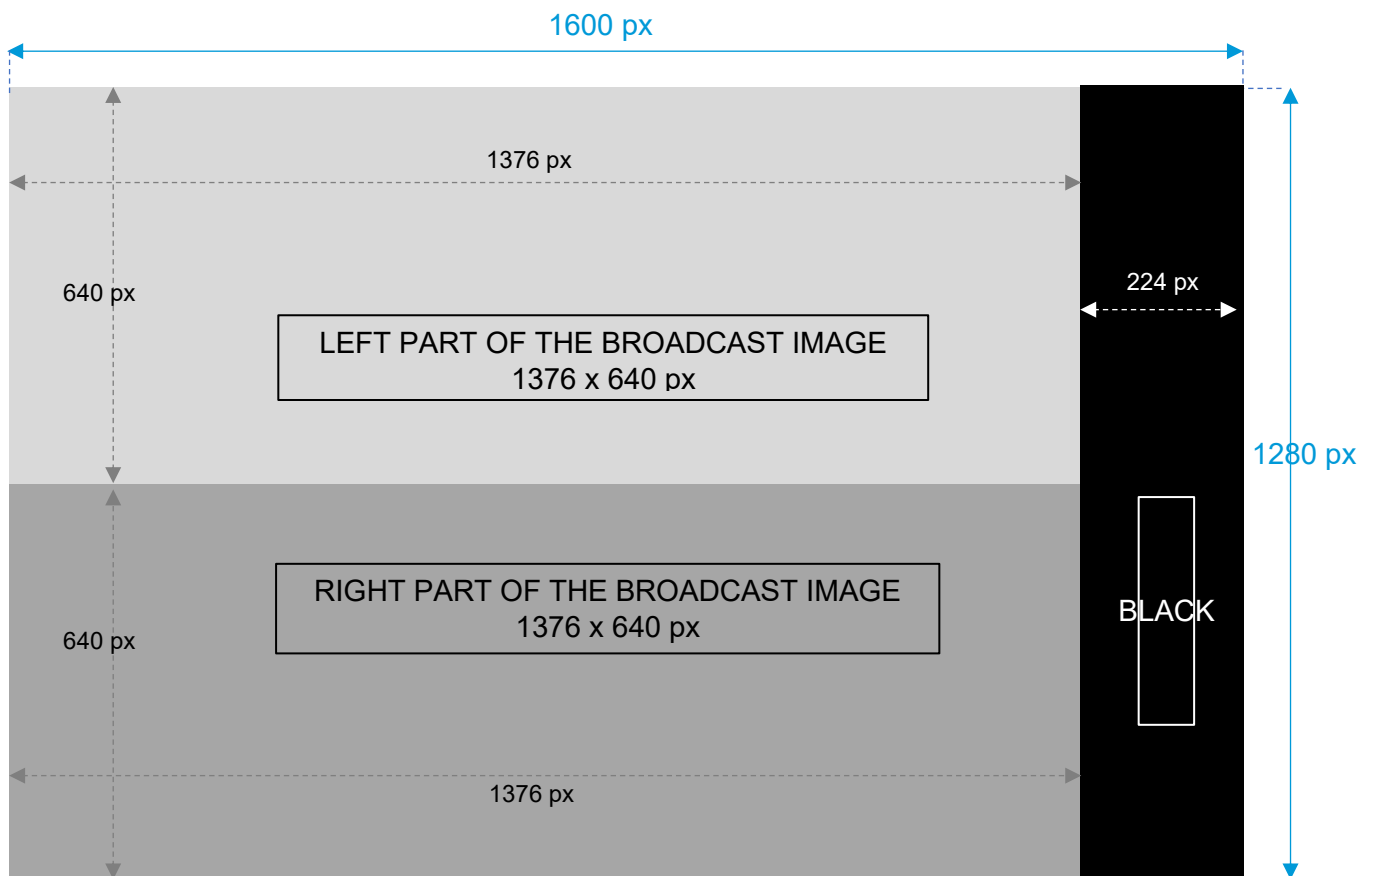 1600 px
1376 px
640 px
224 px
LEFT PART OF THE BROADCAST IMAGE
1376 x 640 px
1280 px
RIGHT PART OF THE BROADCAST IMAGE
1376 x 640 px
BLACK
640 px
1376 px